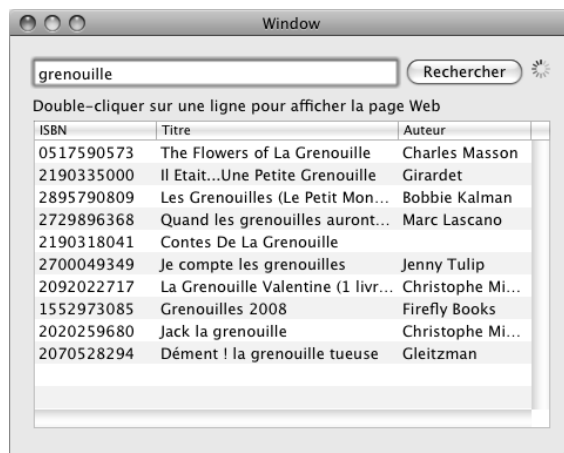 Window
grenouille Rechercher
Double-cliquer sur une ligne pour afficher la page Web
ISBN Titre Auteur
0517590573 The Flowers of La Grenouille Charles Masson
2190335000 Il Etait...Une Petite Grenouille Girardet
2895790809 Les Grenouilles (Le Petit Mon... Bobbie Kalman
2729896368 Quand les grenouilles auront... Marc Lascano
2190318041 Contes De La Grenouille
2700049349 Je compte les grenouilles Jenny Tulip
2092022717 La Grenouille Valentine (1 livr... Christophe Mi...
1552973085 Grenouilles 2008 Firefly Books
2020259680 Jack la grenouille Christophe Mi...
2070528294 Dément ! la grenouille tueuse Gleitzman